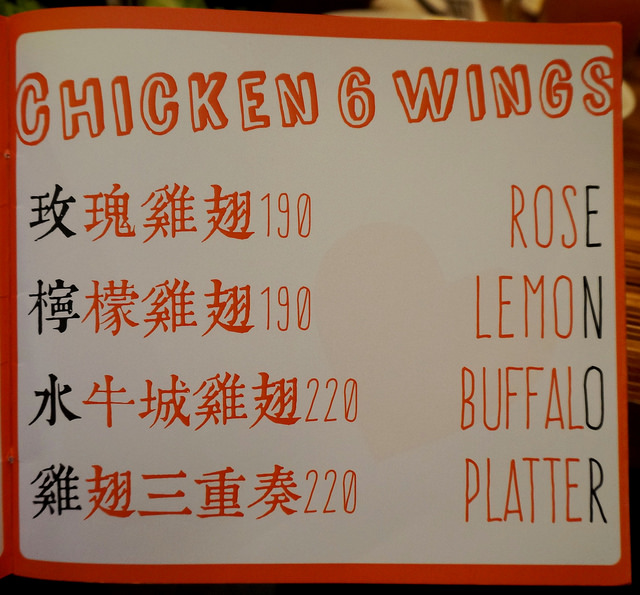 CHICKEN 6 WINGS
玫瑰雞翅190 ROSE
檸檬雞翅190 LEMON
水牛城雞翅220 BUFFALO
雞翅三重奏220 PLATTER